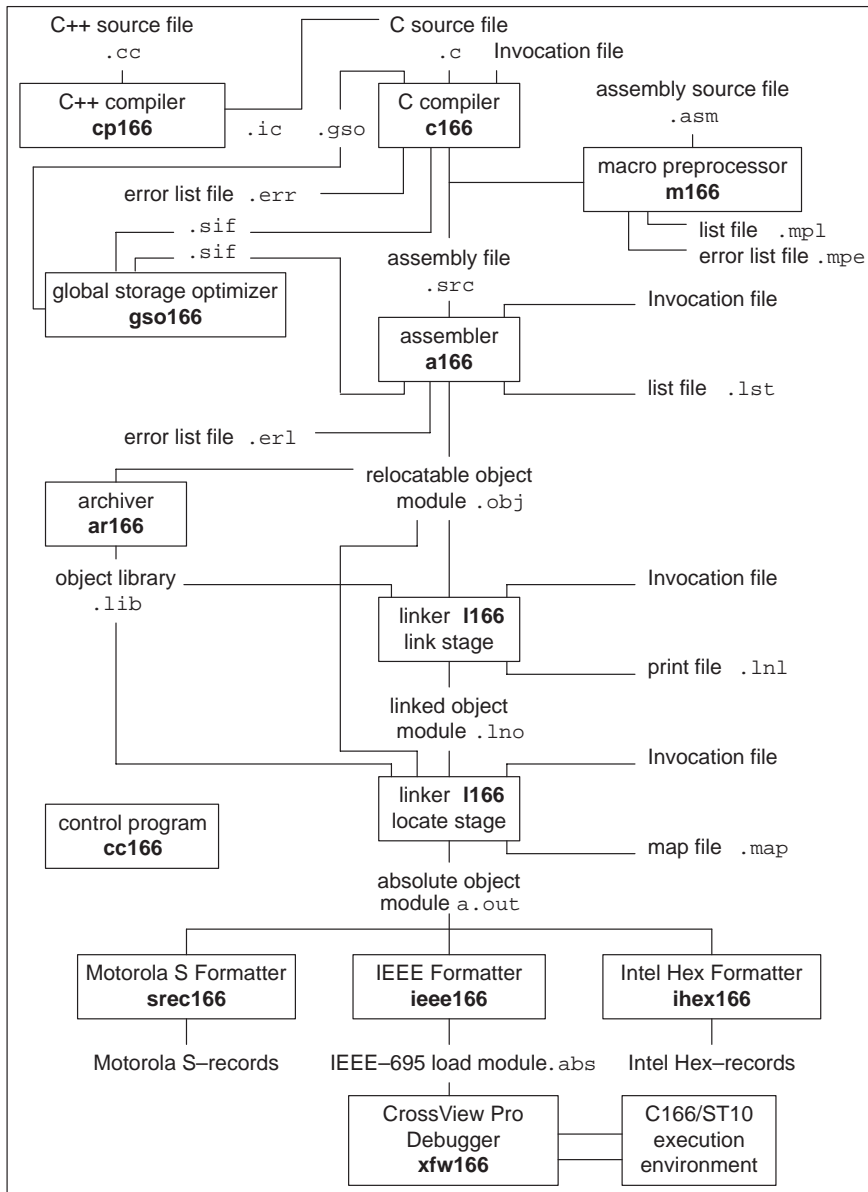 C++ source file
.cc
C source file
.c
Invocation file
C++ compiler
cp166
.ic
.gso
C compiler
c166
assembly source file
.asm
macro preprocessor
m166
error list file .err
list file .mpl
error list file .mpe
.sif
.sif
assembly file
.src
global storage optimizer
gso166
Invocation file
assembler
a166
list file .lst
error list file .erl
relocatable object
module .obj
archiver
ar166
object library
.lib
Invocation file
linker l166
link stage
print file .lnl
linked object
module .lno
Invocation file
linker l166
locate stage
control program
cc166
map file .map
absolute object
module a.out
Motorola S Formatter
srec166
IEEE Formatter
ieee166
Intel Hex Formatter
ihex166
Motorola S–records
IEEE–695 load module.abs
Intel Hex–records
CrossView Pro
Debugger
xfw166
C166/ST10
execution
environment